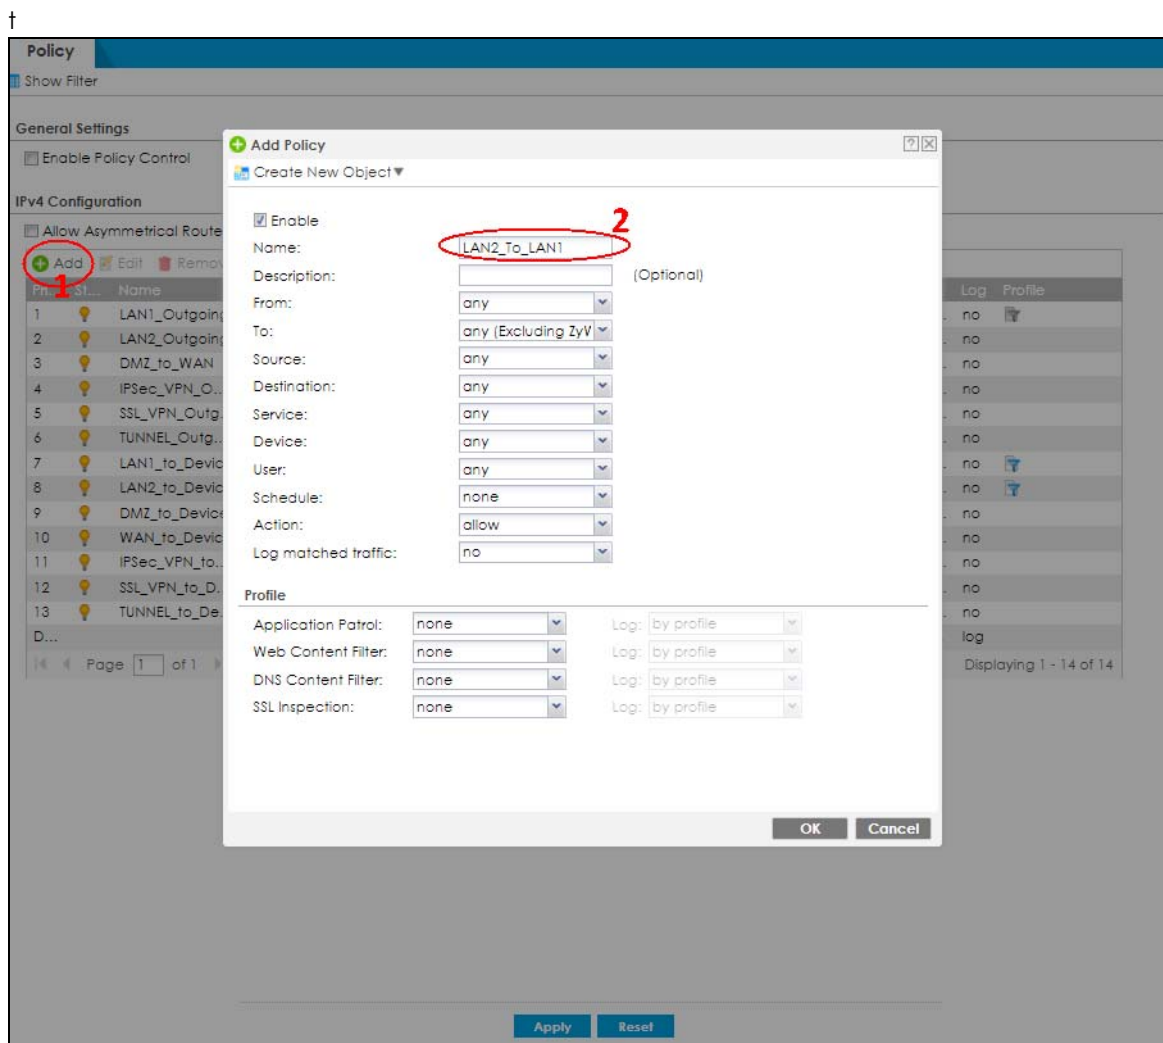 †
Policy
Show Filter
General Settings
Enable Policy Control
IPv4 Configuration
Allow Asymmetrical Route
Add Edit Remov
1
Pri... St... Name Log Profile
1 LAN1_Outgoing . no
2 LAN2_Outgoing . no
3 DMZ_to_WAN . no
4 IPSec_VPN_O... . no
5 SSL_VPN_Outg. . no
6 TUNNEL_Outg... . no
7 LAN1_to_Devic . no
8 LAN2_to_Devic . no
9 DMZ_to_Device . no
10 WAN_to_Devic . no
11 IPSec_VPN_to... . no
12 SSL_VPN_to_D. . no
13 TUNNEL_to_De. . no
D... log
Page 1 of 1 Displaying 1 - 14 of 14
Add Policy ?
Create New Object
Enable
2
Name: LAN2_To_LAN1
Description: (Optional)
From: any
To: any (Excluding ZyW
Source: any
Destination: any
Service: any
Device: any
User: any
Schedule: none
Action: allow
Log matched traffic: no
Profile
Application Patrol: none Log: by profile
Web Content Filter: none Log: by profile
DNS Content Filter: none Log: by profile
SSL Inspection: none Log: by profile
OK Cancel
Apply Reset